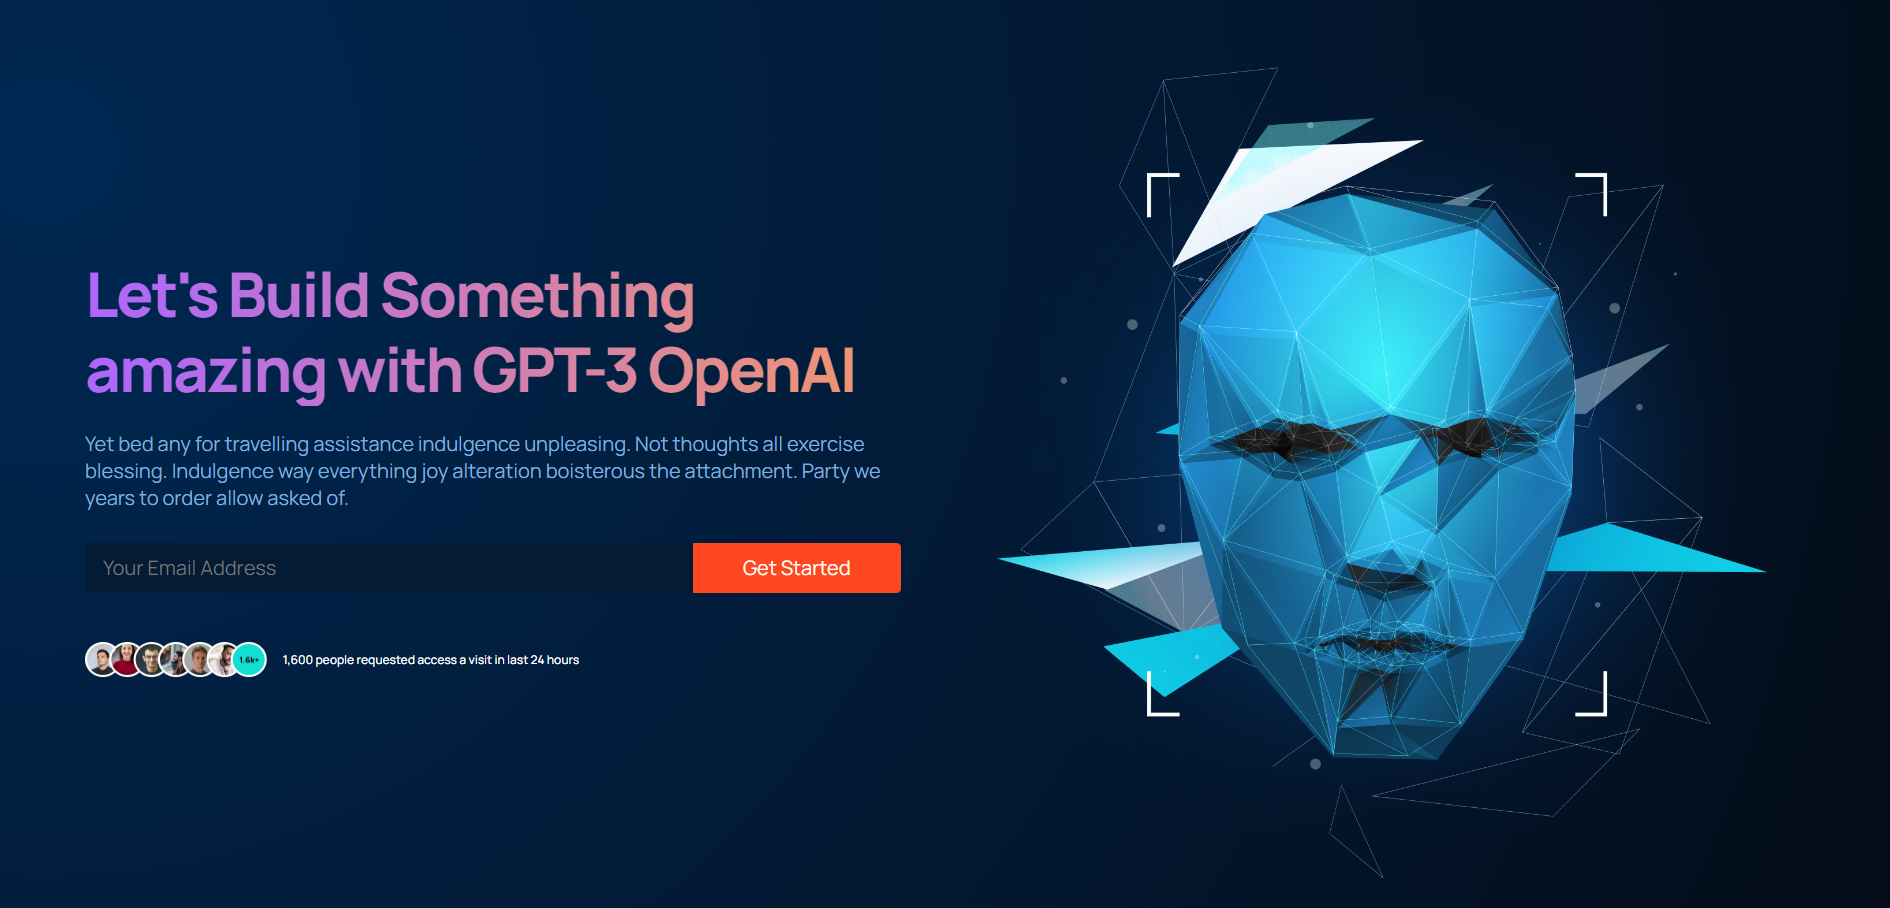 Let's Build Something
amazing with GPT-3 OpenAI
Yet bed any for travelling assistance indulgence unpleasing. Not thoughts all exercise
blessing. Indulgence way everything joy alteration boisterous the attachment. Party we
years to order allow asked of.
Your Email Address
Get Started
1.6k+
1,600 people requested access a visit in last 24 hours